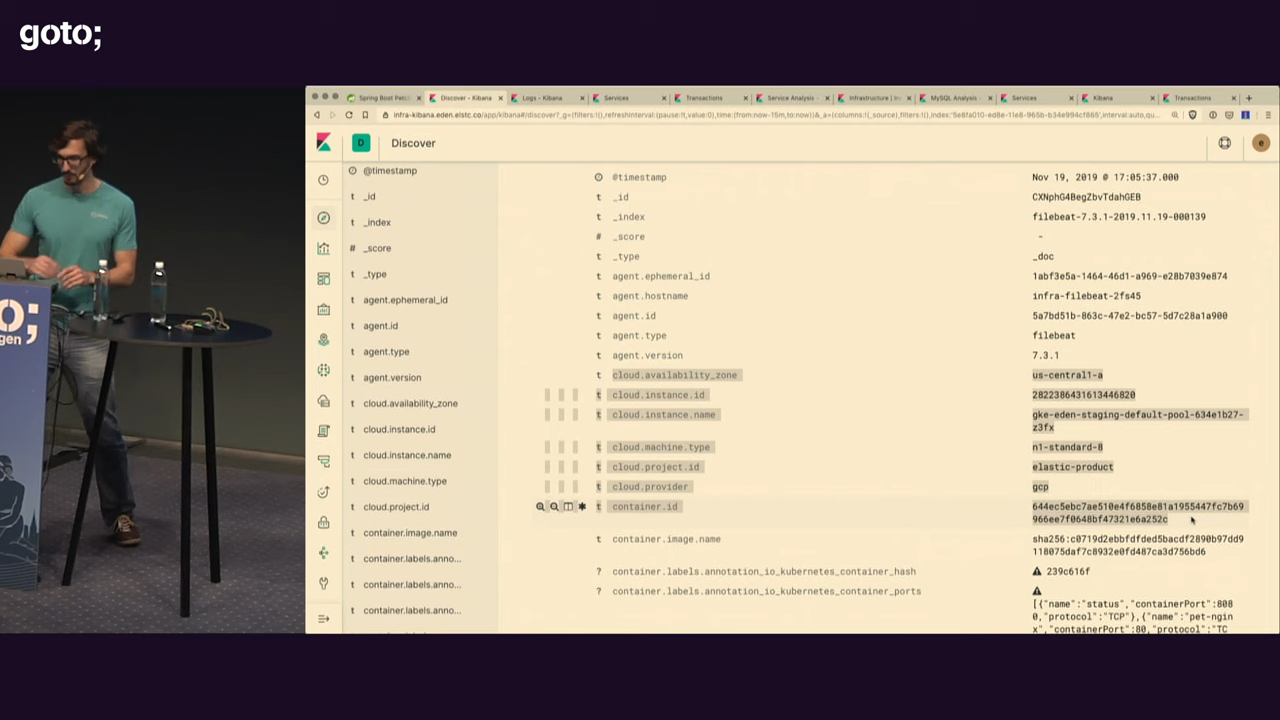 goto;
Spring Boot Petc
Discover - Kibana
Logs - Kibana
Services
Transactions
Service Analysis -
Infrastructure | Inv
MySQL Analysis -
Services
Kibana
Transactions
D
Discover
e
@timestamp
_id
_index
_score
_type
agent.ephemeral_id
agent.id
agent.type
agent.version
cloud.availability_zone
cloud.instance.id
cloud.instance.name
cloud.machine.type
cloud.project.id
container.image.name
container.labels.anno...
container.labels.anno...
container.labels.anno...
@timestamp Nov 19, 2019 @ 17:05:37.000
t _id CXNphG4BegZbvTdahGEB
t _index filebeat-7.3.1-2019.11.19-000139
# _score -
t _type _doc
t agent.ephemeral_id 1abf3e5a-1464-46d1-a969-e28b7039e874
t agent.hostname infra-filebeat-2fs45
t agent.id 5a7bd51b-863c-47e2-bc57-5d7c28a1a900
t agent.type filebeat
t agent.version 7.3.1
t cloud.availability_zone us-central1-a
t cloud.instance.id 2822386431613446820
t cloud.instance.name gke-eden-staging-default-pool-634e1b27-
z3fx
t cloud.machine.type n1-standard-8
t cloud.project.id elastic-product
t cloud.provider gcp
t container.id 644ec5ebc7ae510e4f6858e81a1955447fc7b69
966ee7f0648bf47321e6a252c
t container.image.name sha256:c0719d2ebbfdfded5bacdf2890b97dd9
118075daf7c8932e0fd487ca3d756bd6
? container.labels.annotation_io_kubernetes_container_hash 239c616f
? container.labels.annotation_io_kubernetes_container_ports
[{"name":"status","containerPort":808
0,"protocol":"TCP"},{"name":"pet-ngin
x","containerPort":80,"protocol":"TC